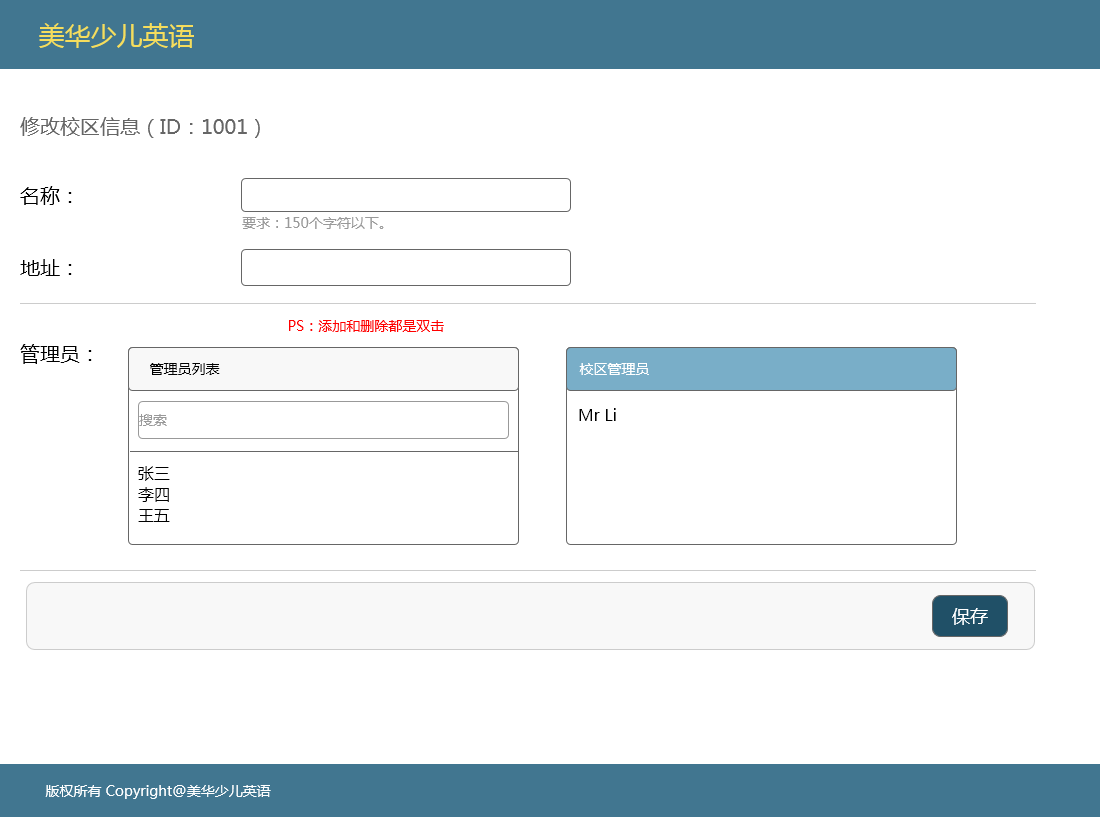 美华少儿英语
修改校区信息（ID：1001）
名称：
要求：150个字符以下。
地址：
PS：添加和删除都是双击
管理员：
管理员列表
校区管理员
搜索
Mr Li
张三
李四
王五
保存
版权所有 Copyright@美华少儿英语